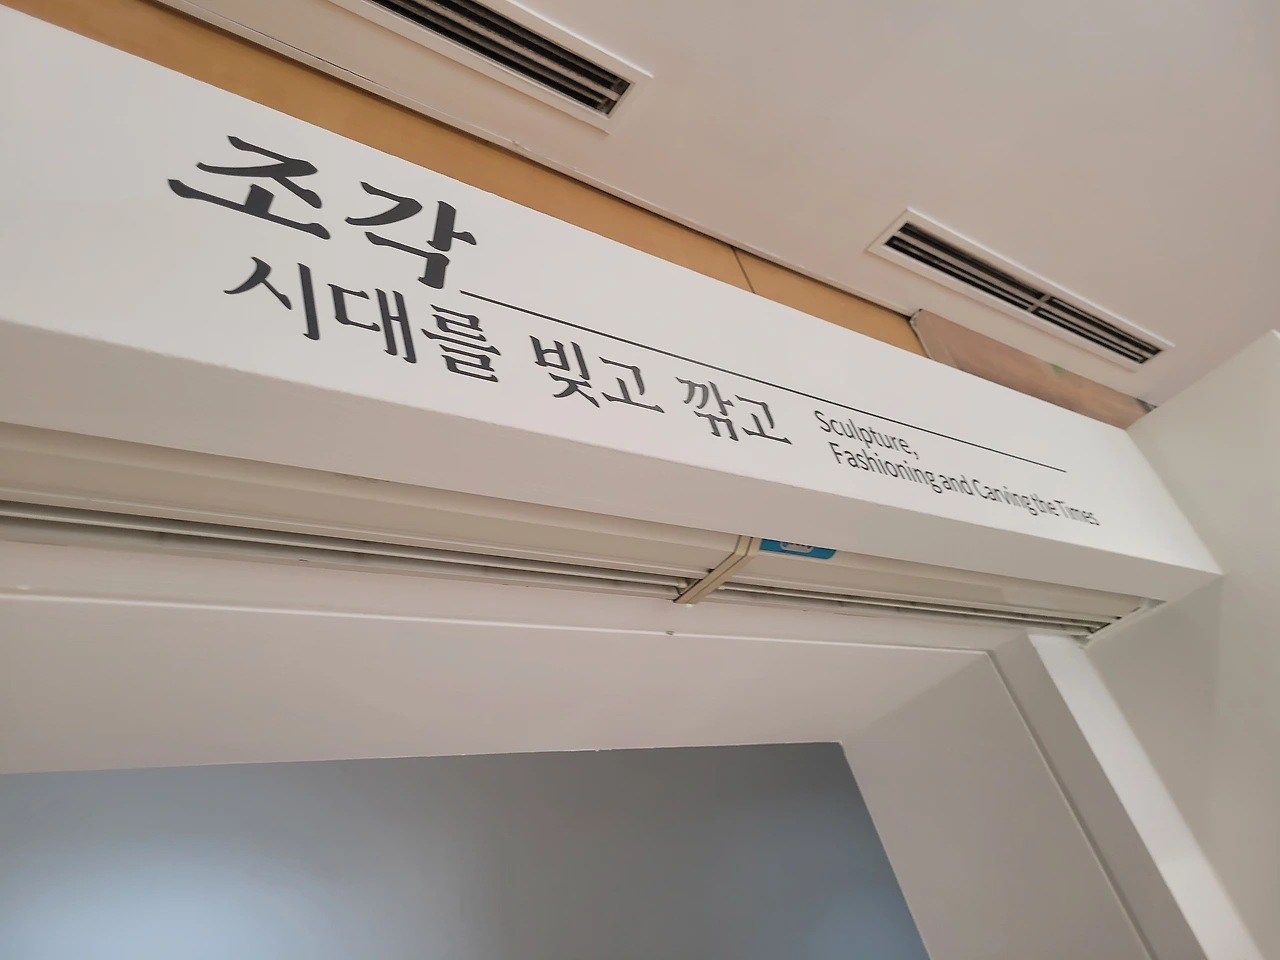 조각
시대를 빚고 깎고
Sculpture,
Fashioning and Carving the Times